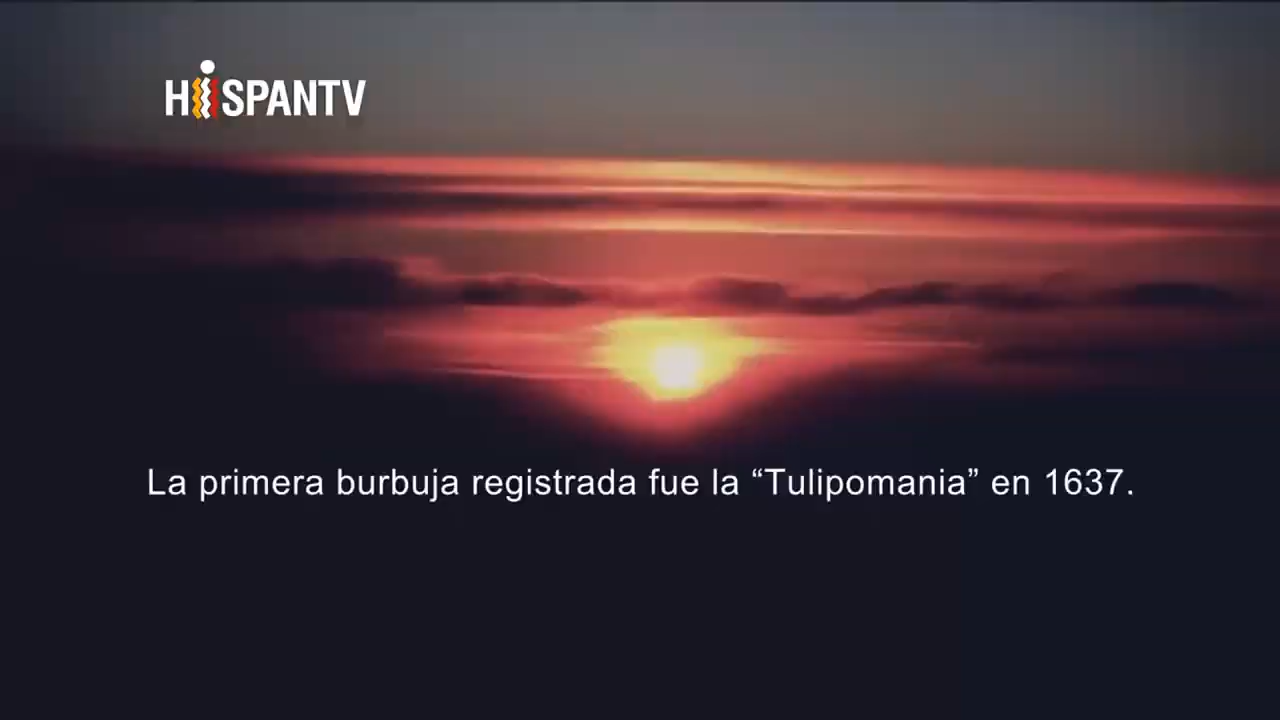 HISPANTV
La primera burbuja registrada fue la “Tulipomania” en 1637.